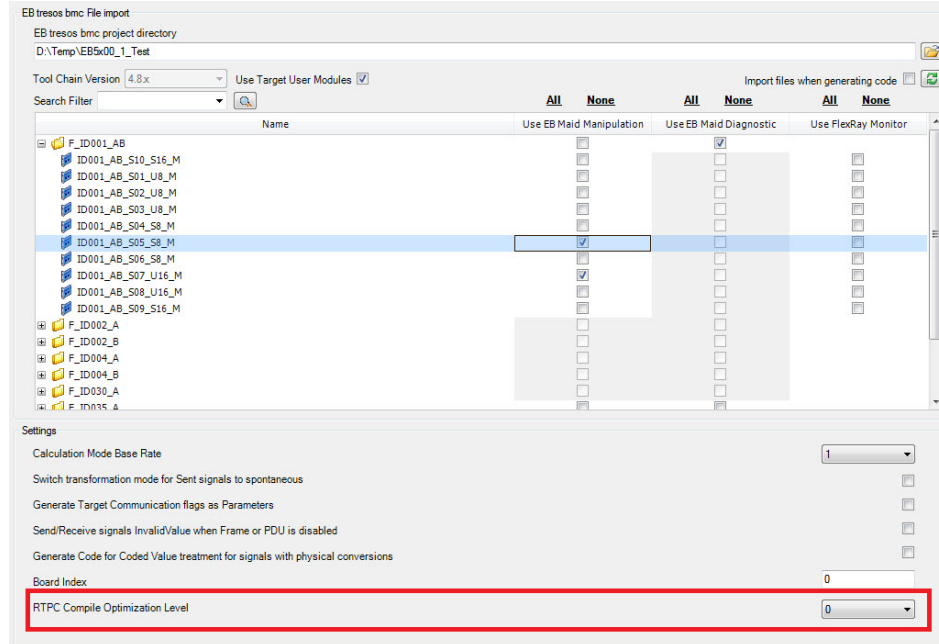 EB tresos bmc File import
EB tresos bmc project directory
D:\Temp\EB5x00_1_Test
Tool Chain Version 4.8.x Use Target User Modules Import files when generating code
Search Filter All None All None All None
Name Use EB Maid Manipulation Use EB Maid Diagnostic Use FlexRay Monitor
F_ID001_AB
ID001_AB_S10_S16_M
ID001_AB_S01_U8_M
ID001_AB_S02_U8_M
ID001_AB_S03_U8_M
ID001_AB_S04_S8_M
ID001_AB_S05_S8_M
ID001_AB_S06_S8_M
ID001_AB_S07_U16_M
ID001_AB_S08_U16_M
ID001_AB_S09_S16_M
F_ID002_A
F_ID002_B
F_ID004_A
F_ID004_B
F_ID030_A
F_ID035_A
Settings
Calculation Mode Base Rate 1
Switch transformation mode for Sent signals to spontaneous
Generate Target Communication flags as Parameters
Send/Receive signals InvalidValue when Frame or PDU is disabled
Generate Code for Coded Value treatment for signals with physical conversions
Board Index 0
RTPC Compile Optimization Level 0